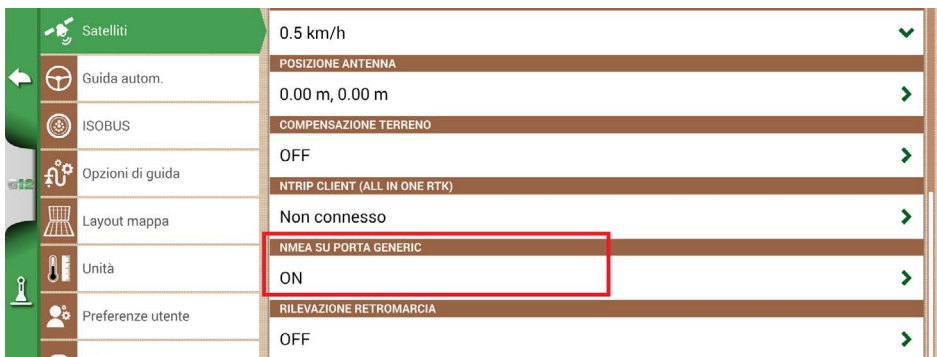 Satelliti
Guida autom.
ISOBUS
Opzioni di guida
Layout mappa
Unità
Preferenze utente
0.5 km/h
POSIZIONE ANTENNA
0.00 m, 0.00 m
COMPENSAZIONE TERRENO
OFF
NTRIP CLIENT (ALL IN ONE RTK)
Non connesso
NMEA SU PORTA GENERIC
ON
RILEVAZIONE RETROMARCIA
OFF